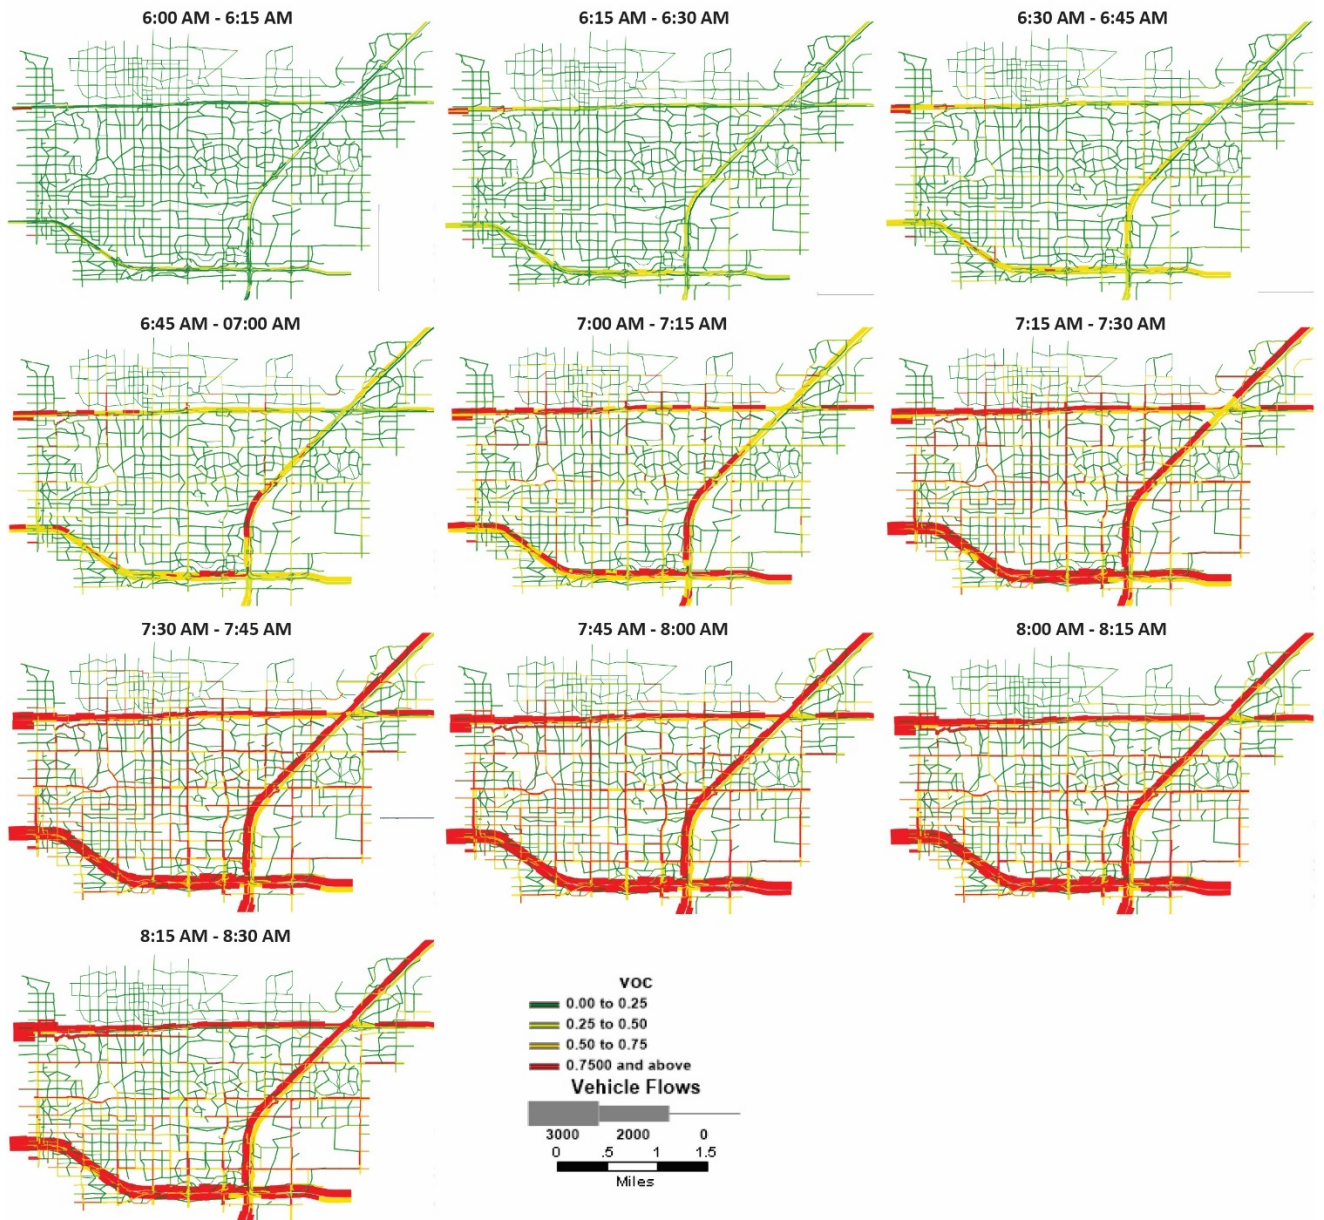 6:00 AM - 6:15 AM
6:15 AM - 6:30 AM
6:30 AM - 6:45 AM
6:45 AM - 07:00 AM
7:00 AM - 7:15 AM
7:15 AM - 7:30 AM
7:30 AM - 7:45 AM
7:45 AM - 8:00 AM
8:00 AM - 8:15 AM
8:15 AM - 8:30 AM
VOC
0.00 to 0.25
0.25 to 0.50
0.50 to 0.75
0.7500 and above
Vehicle Flows
3000 2000 0
0 .5 1 1.5
Miles